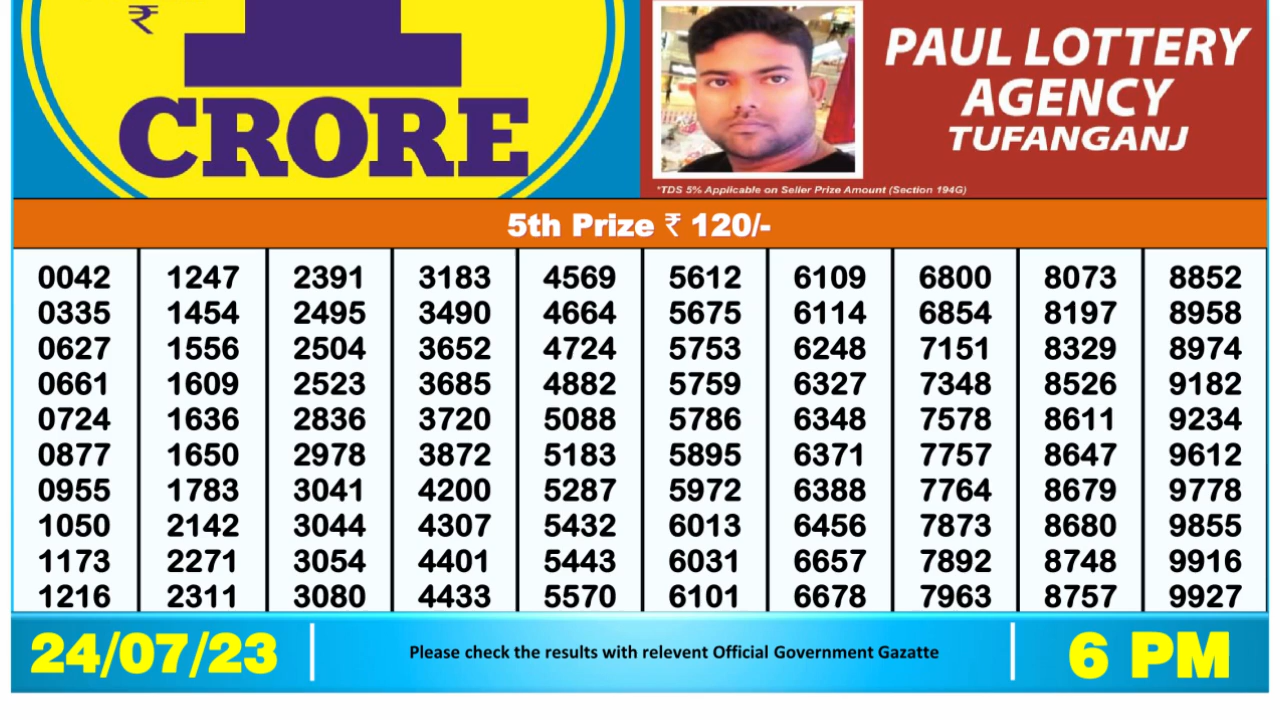 ₹
CRORE
PAUL LOTTERY
AGENCY
TUFANGANJ
*TDS 5% Applicable on Seller Prize Amount (Section 194G)
5th Prize ₹ 120/-
0042 1247 2391 3183 4569 5612 6109 6800 8073 8852
0335 1454 2495 3490 4664 5675 6114 6854 8197 8958
0627 1556 2504 3652 4724 5753 6248 7151 8329 8974
0661 1609 2523 3685 4882 5759 6327 7348 8526 9182
0724 1636 2836 3720 5088 5786 6348 7578 8611 9234
0877 1650 2978 3872 5183 5895 6371 7757 8647 9612
0955 1783 3041 4200 5287 5972 6388 7764 8679 9778
1050 2142 3044 4307 5432 6013 6456 7873 8680 9855
1173 2271 3054 4401 5443 6031 6657 7892 8748 9916
1216 2311 3080 4433 5570 6101 6678 7963 8757 9927
24/07/23
Please check the results with relevent Official Government Gazatte
6 PM